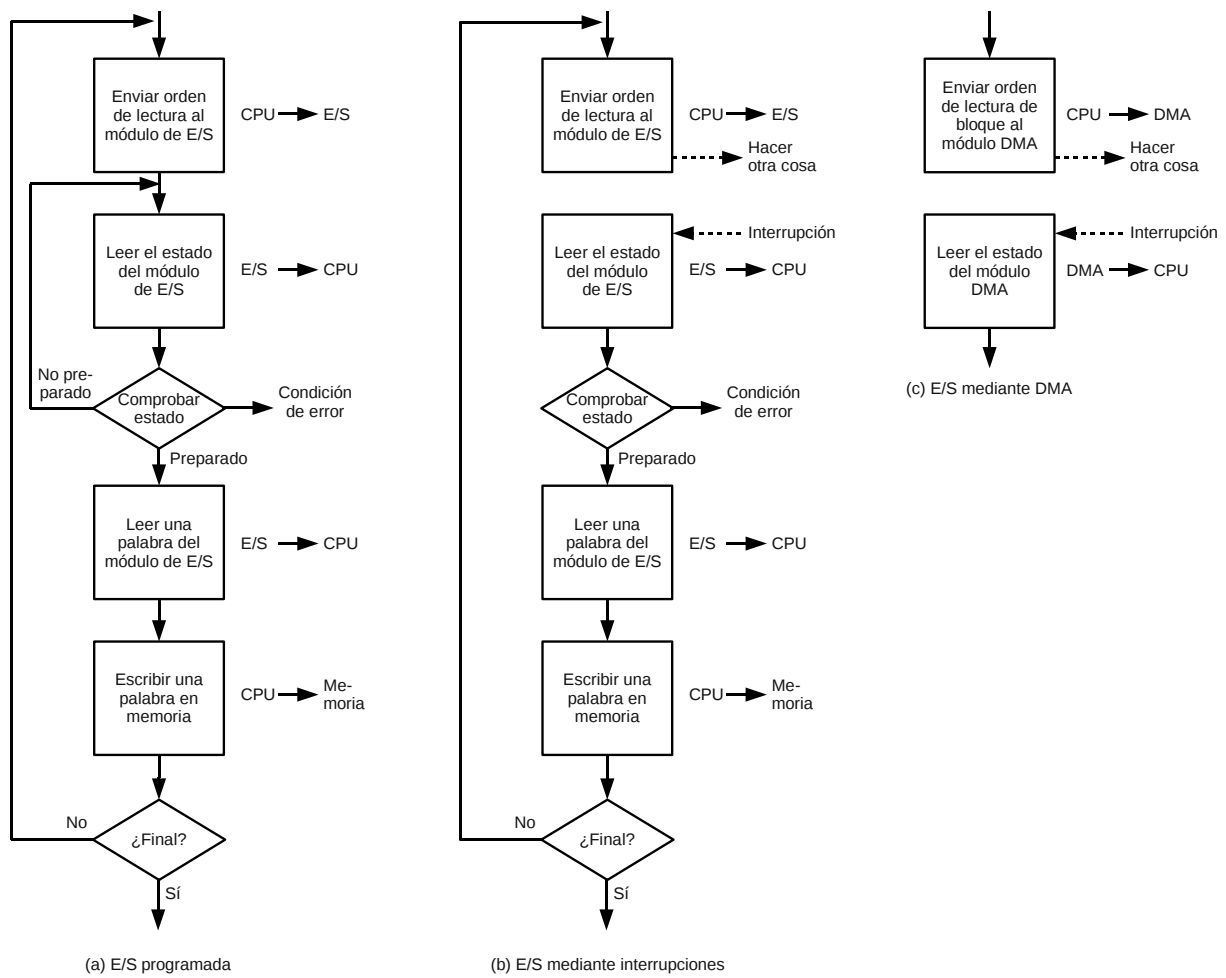 Enviar orden
de lectura al
módulo de E/S
CPU
E/S
Leer el estado
del módulo
de E/S
E/S
CPU
No pre-
parado
Comprobar
estado
Condición
de error
Preparado
Leer una
palabra del
módulo de E/S
E/S
CPU
Escribir una
palabra en
memoria
CPU
Me-
moria
No
¿Final?
Sí
(a) E/S programada
Enviar orden
de lectura al
módulo de E/S
CPU
E/S
Hacer
otra cosa
Interrupción
Leer el estado
del módulo
de E/S
E/S
CPU
Comprobar
estado
Condición
de error
Preparado
Leer una
palabra del
módulo de E/S
E/S
CPU
Escribir una
palabra en
memoria
CPU
Me-
moria
No
¿Final?
Sí
(b) E/S mediante interrupciones
Enviar orden
de lectura de
bloque al
módulo DMA
CPU
DMA
Hacer
otra cosa
Interrupción
Leer el estado
del módulo
DMA
DMA
CPU
(c) E/S mediante DMA